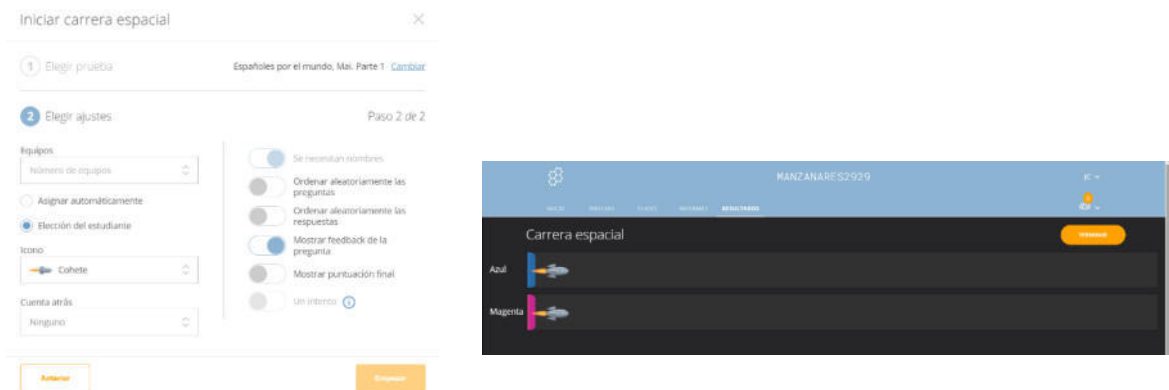 Iniciar carrera espacial
1 Elegir prueba
Españoles por el mundo, Mai. Parte 1 Cambiar
2 Elegir ajustes
Paso 2 de 2
Equipos
Número de equipos
Asignar automáticamente
Elección del estudiante
Icono
Cohete
Cuenta atrás
Ninguno
Se necesitan nombres
Ordenar aleatoriamente las
preguntas
Ordenar aleatoriamente las
respuestas
Mostrar feedback de la
pregunta
Mostrar puntuación final
Un intento
Anterior
Empezar
MANZANARES2929
RESULTADOS
Carrera espacial
Azul
Magenta